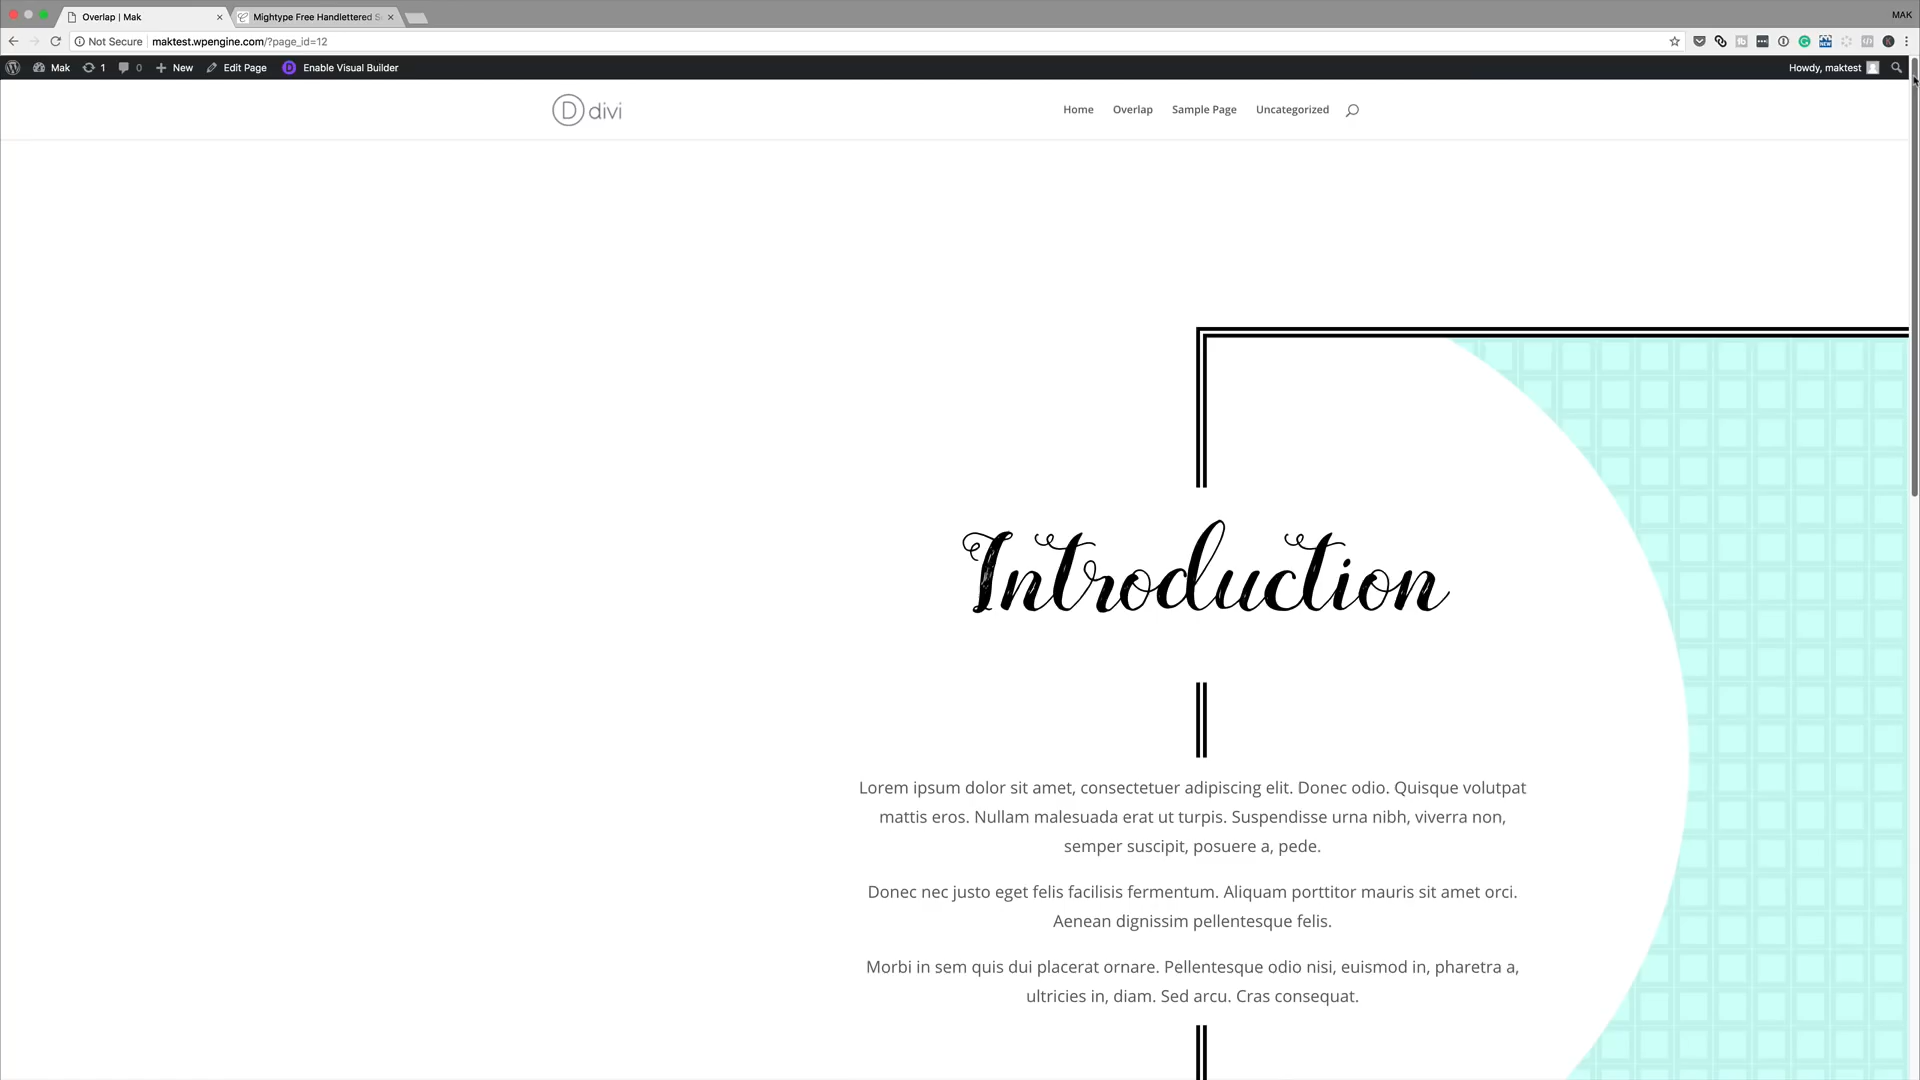 Overlap | Mak
Mightype Free Handlettered S
MAK
Not Secure
maktest.wpengine.com/?page_id=12
Mak
1
0
New
Edit Page
D
Enable Visual Builder
Howdy, maktest
D divi
Home
Overlap
Sample Page
Uncategorized
Introduction
Lorem ipsum dolor sit amet, consectetuer adipiscing elit. Donec odio. Quisque volutpat
mattis eros. Nullam malesuada erat ut turpis. Suspendisse urna nibh, viverra non,
semper suscipit, posuere a, pede.
Donec nec justo eget felis facilisis fermentum. Aliquam porttitor mauris sit amet orci.
Aenean dignissim pellentesque felis.
Morbi in sem quis dui placerat ornare. Pellentesque odio nisi, euismod in, pharetra a,
ultricies in, diam. Sed arcu. Cras consequat.